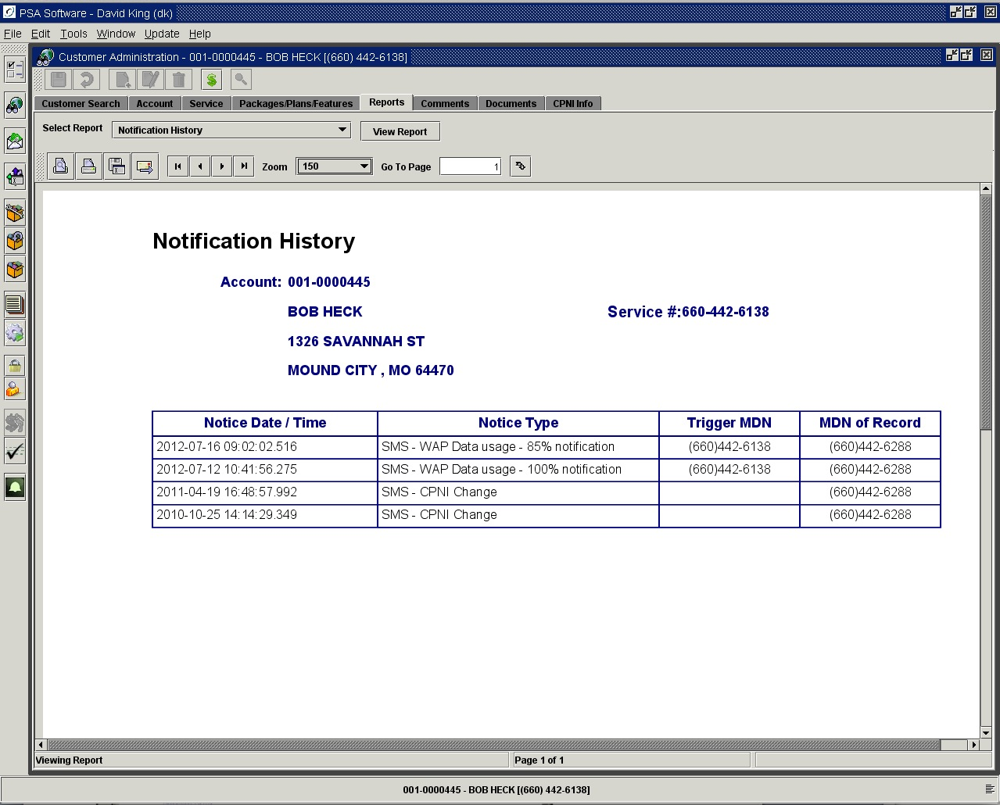 PSA Software - David King (dk)
File Edit Tools Window Update Help
Customer Administration - 001-0000445 - BOB HECK [(660) 442-6138]
Customer Search Account Service Packages/Plans/Features Reports Comments Documents CPNI Info
Select Report Notification History View Report
Zoom 150 Go To Page 1
Notification History
Account: 001-0000445
BOB HECK Service #:660-442-6138
1326 SAVANNAH ST
MOUND CITY , MO 64470
Notice Date / Time Notice Type Trigger MDN MDN of Record
2012-07-16 09:02:02.516 SMS - WAP Data usage - 85% notification (660)442-6138 (660)442-6288
2012-07-12 10:41:56.275 SMS - WAP Data usage - 100% notification (660)442-6138 (660)442-6288
2011-04-19 16:48:57.992 SMS - CPNI Change (660)442-6288
2010-10-25 14:14:29.349 SMS - CPNI Change (660)442-6288
Viewing Report Page 1 of 1
001-0000445 - BOB HECK [(660) 442-6138]